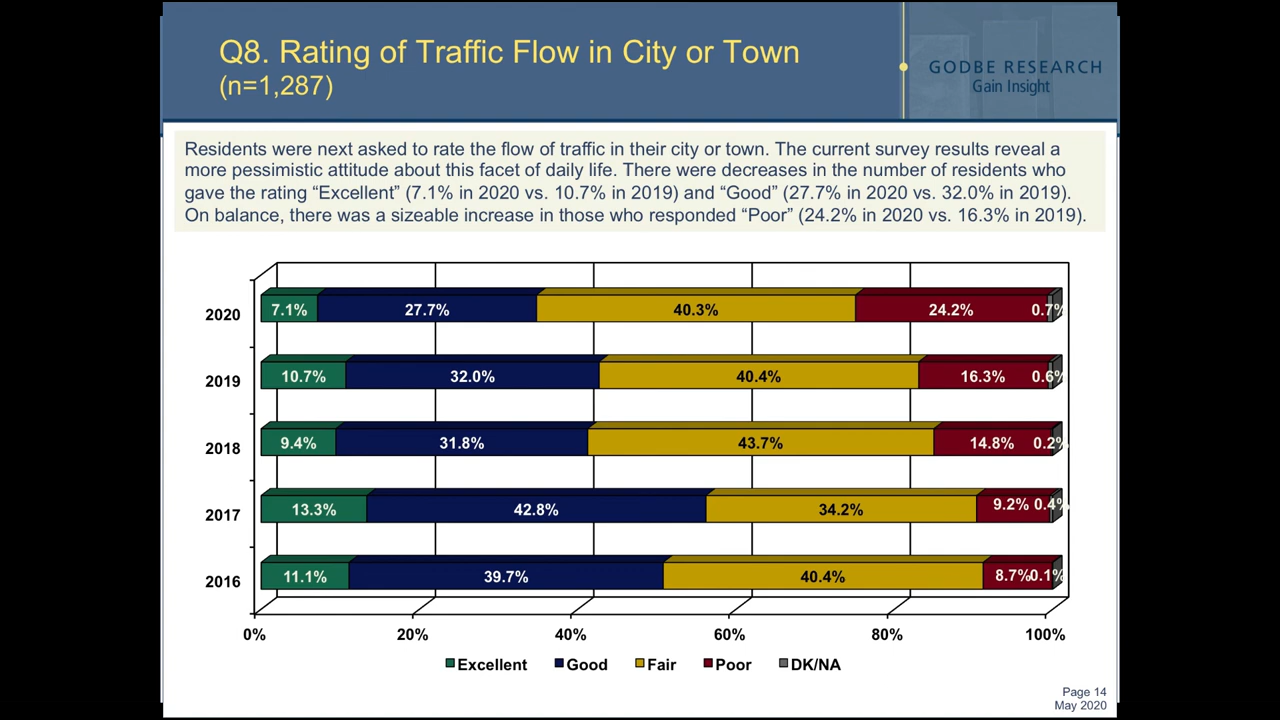 Q8. Rating of Traffic Flow in City or Town
(n=1,287)
GODBE RESEARCH
Gain Insight
Residents were next asked to rate the flow of traffic in their city or town. The current survey results reveal a
more pessimistic attitude about this facet of daily life. There were decreases in the number of residents who
gave the rating “Excellent” (7.1% in 2020 vs. 10.7% in 2019) and “Good” (27.7% in 2020 vs. 32.0% in 2019).
On balance, there was a sizeable increase in those who responded “Poor” (24.2% in 2020 vs. 16.3% in 2019).
2020 7.1% 27.7% 40.3% 24.2% 0.7%
2019 10.7% 32.0% 40.4% 16.3% 0.6%
2018 9.4% 31.8% 43.7% 14.8% 0.2%
2017 13.3% 42.8% 34.2% 9.2% 0.4%
2016 11.1% 39.7% 40.4% 8.7% 0.1%
0% 20% 40% 60% 80% 100%
Excellent Good Fair Poor DK/NA
Page 14
May 2020